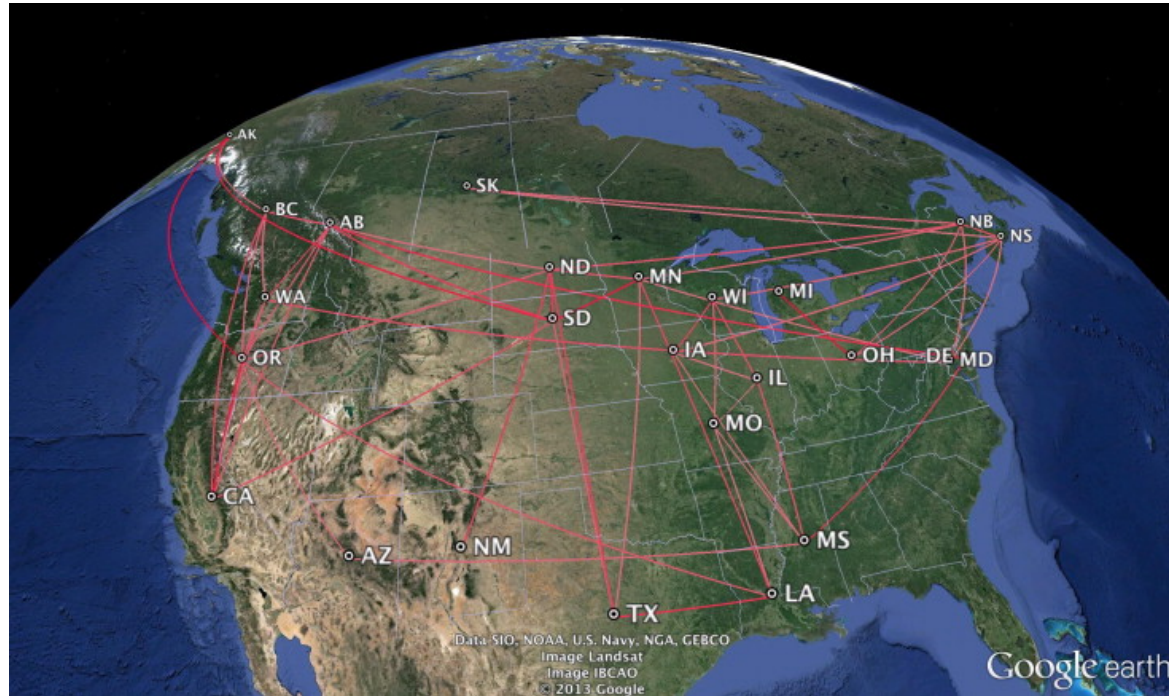 AK
SK
BC
AB
NB
NS
ND
MN
WA
WI
MI
SD
OR
IA
OH
DE
MD
IL
MO
CA
MS
AZ
NM
LA
TX
Data SIO, NOAA, U.S. Navy, NGA, GEBCO
Image Landsat
Image IBCAO
© 2013 Google
Google earth